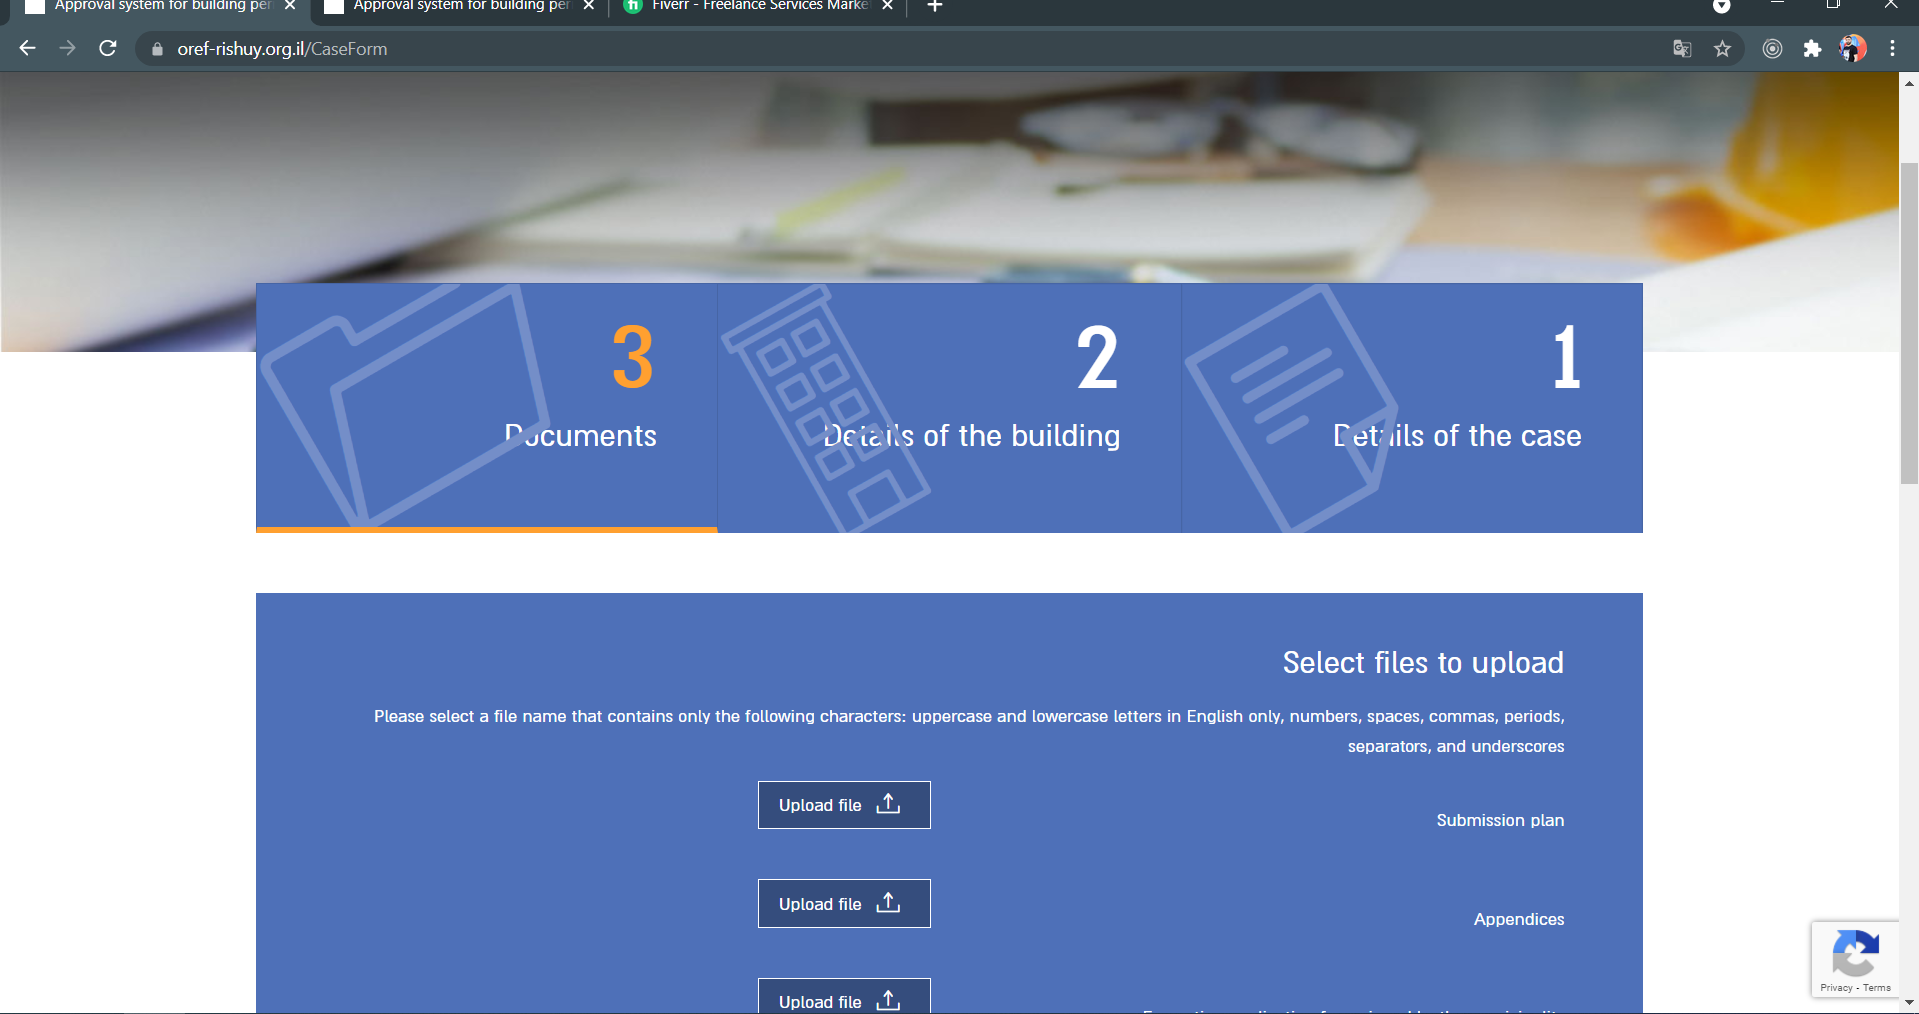 Approval system for building per
Approval system for building per
Fiverr - Freelance Services Marke
oref-rishuy.org.il/CaseForm
3
Documents
2
Details of the building
1
Details of the case
Select files to upload
Please select a file name that contains only the following characters: uppercase and lowercase letters in English only, numbers, spaces, commas, periods,
separators, and underscores
Upload file
Submission plan
Upload file
Appendices
Upload file
Privacy - Terms